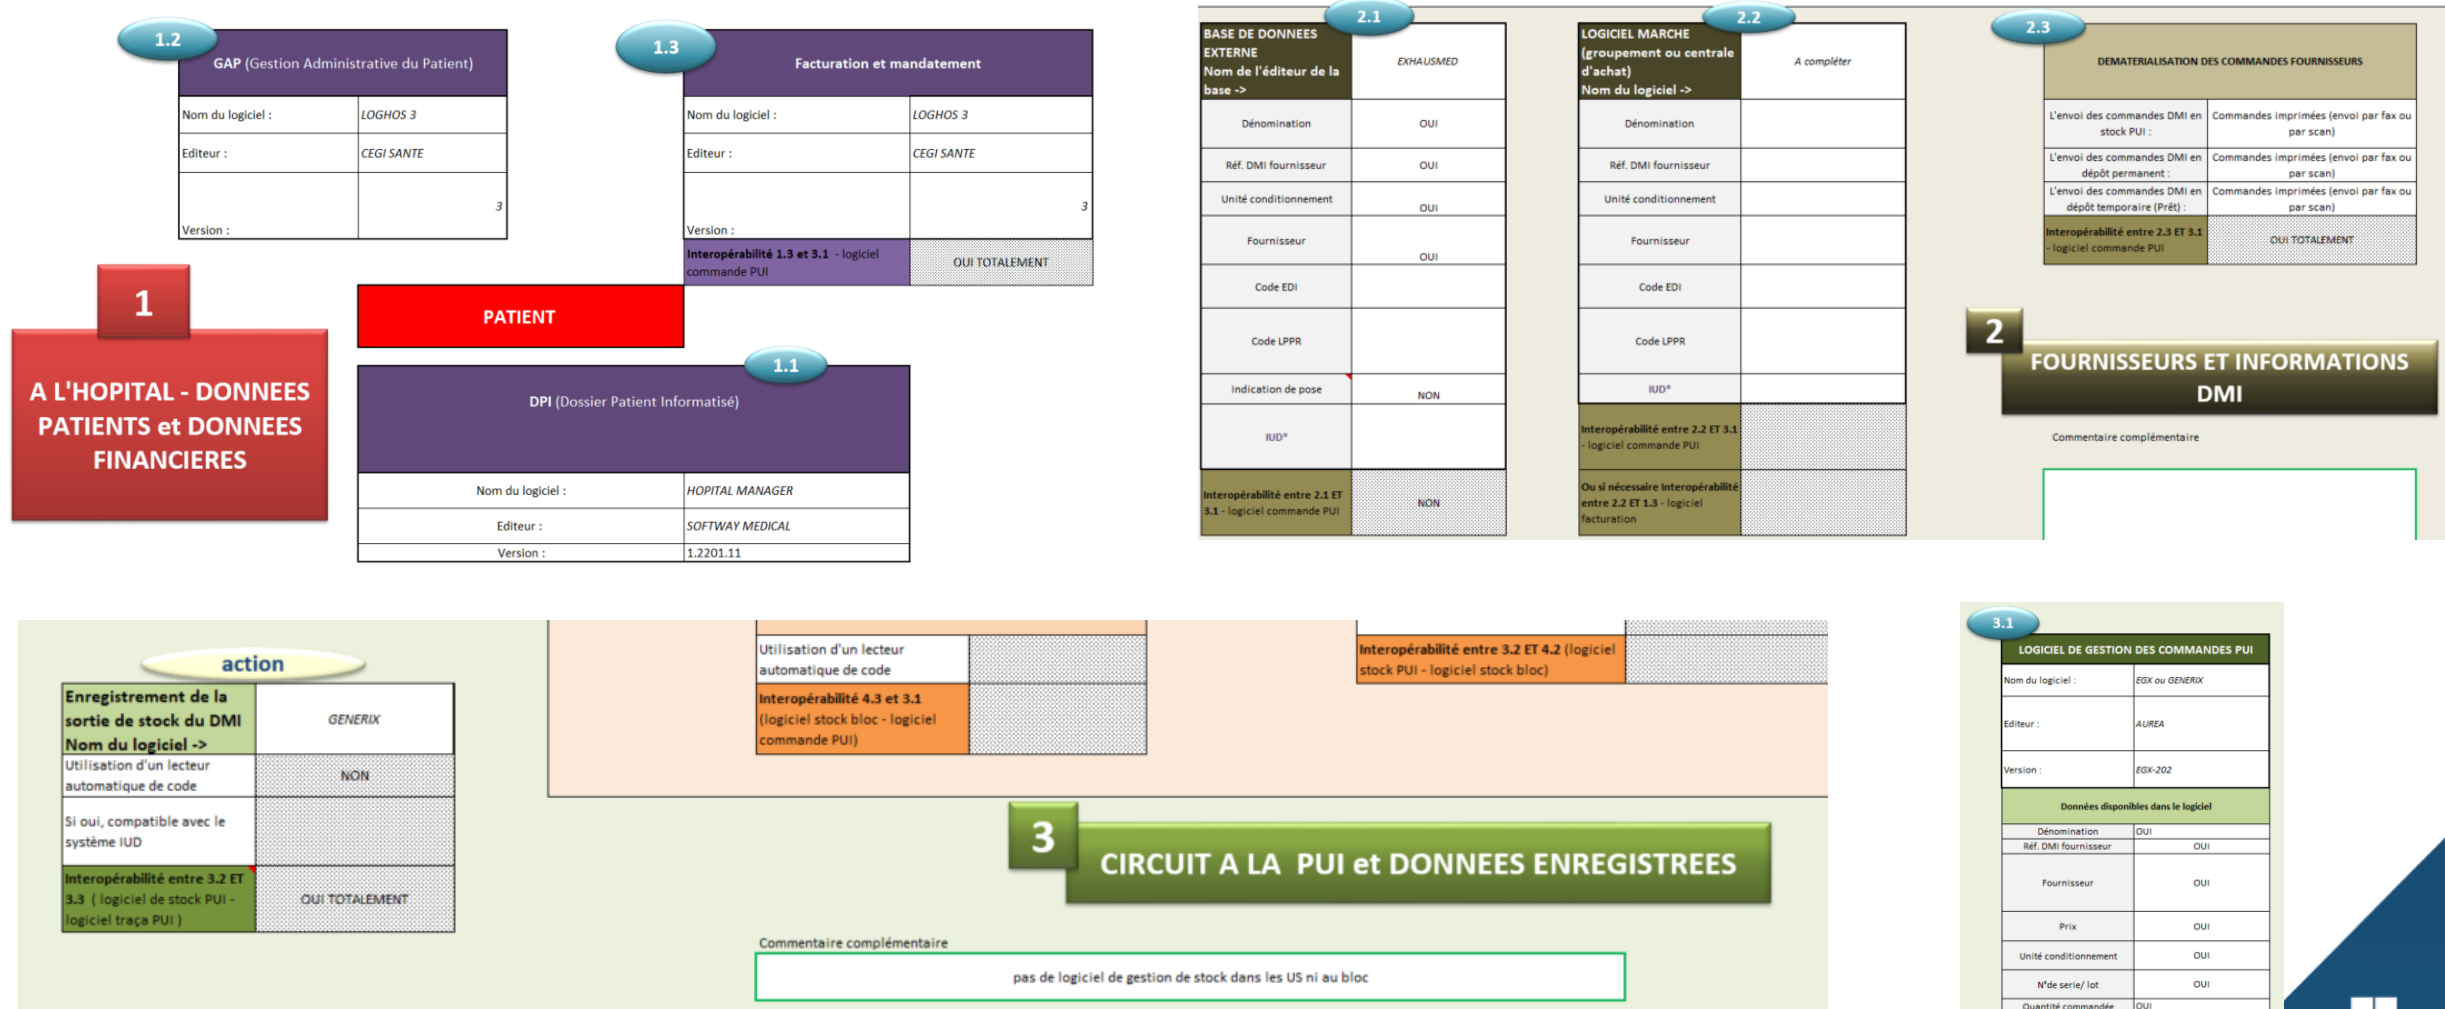 1.2
GAP (Gestion Administrative du Patient)
Nom du logiciel :
LOGHOS 3
Editeur :
CEGI SANTE
3
Version :
1.3
Facturation et mandatement
Nom du logiciel :
LOGHOS 3
Editeur :
CEGI SANTE
3
Version :
Interopérabilité 1.3 et 3.1 - logiciel
commande PUI
OUI TOTALEMENT
1
A L'HOPITAL - DONNEES
PATIENTS et DONNEES
FINANCIERES
PATIENT
1.1
DPI (Dossier Patient Informatisé)
Nom du logiciel :
HOPITAL MANAGER
Editeur :
SOFTWAY MEDICAL
Version :
1.2201.11
2.1
BASE DE DONNEES
EXTERNE
Nom de l'éditeur de la
base ->
EXHAUSMED
Dénomination
OUI
Réf. DMI fournisseur
OUI
Unité conditionnement
OUI
Fournisseur
OUI
Code EDI
Code LPPR
Indication de pose
NON
IUD*
Interopérabilité entre 2.1 ET
3.1 - logiciel commande PUI
NON
2.2
LOGICIEL MARCHE
(groupement ou centrale
d'achat)
Nom du logiciel ->
A compléter
Dénomination
Réf. DMI fournisseur
Unité conditionnement
Fournisseur
Code EDI
Code LPPR
IUD*
Interopérabilité entre 2.2 ET 3.1
- logiciel commande PUI
Ou si nécessaire Interopérabilité
entre 2.2 ET 1.3 - logiciel
facturation
2.3
DEMATERIALISATION DES COMMANDES FOURNISSEURS
L'envoi des commandes DMI en
stock PUI :
Commandes imprimées (envoi par fax ou
par scan)
L'envoi des commandes DMI en
dépôt permanent :
Commandes imprimées (envoi par fax ou
par scan)
L'envoi des commandes DMI en
dépôt temporaire (Prêt) :
Commandes imprimées (envoi par fax ou
par scan)
Interopérabilité entre 2.3 ET 3.1
- logiciel commande PUI
OUI TOTALEMENT
2
FOURNISSEURS ET INFORMATIONS
DMI
Commentaire complémentaire
action
Enregistrement de la
sortie de stock du DMI
Nom du logiciel ->
GENERIX
Utilisation d'un lecteur
automatique de code
NON
Si oui, compatible avec le
système IUD
Interopérabilité entre 3.2 ET
3.3 ( logiciel de stock PUI -
logiciel traça PUI )
OUI TOTALEMENT
Utilisation d'un lecteur
automatique de code
Interopérabilité 4.3 et 3.1
(logiciel stock bloc - logiciel
commande PUI)
Interopérabilité entre 3.2 ET 4.2 (logiciel
stock PUI - logiciel stock bloc)
3
CIRCUIT A LA PUI et DONNEES ENREGISTREES
Commentaire complémentaire
pas de logiciel de gestion de stock dans les US ni au bloc
3.1
LOGICIEL DE GESTION DES COMMANDES PUI
Nom du logiciel :
EGX ou GENERIX
Editeur :
AUREA
Version :
EGX-202
Données disponibles dans le logiciel
Dénomination
OUI
Réf. DMI fournisseur
OUI
Fournisseur
OUI
Prix
OUI
Unité conditionnement
OUI
N°de serie/ lot
OUI
Quantité commandée
OUI